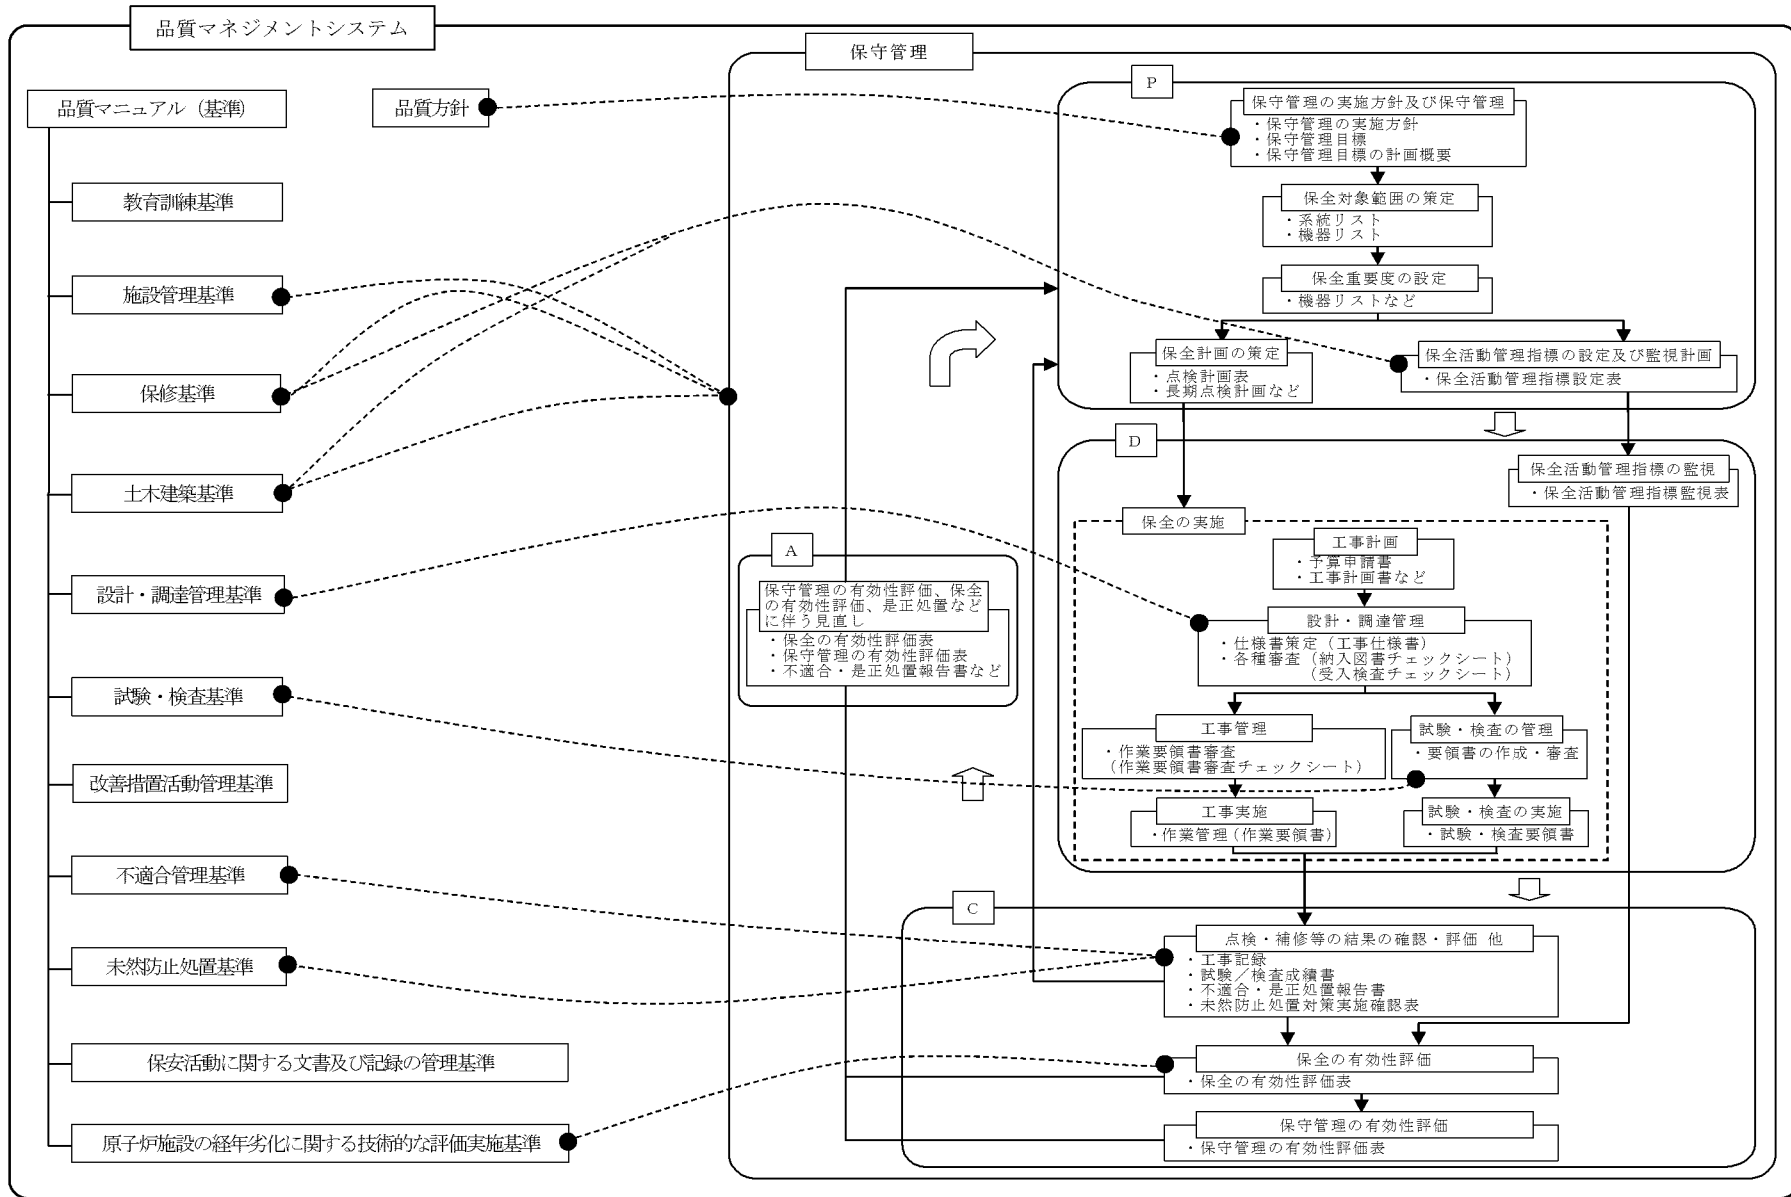 品質マネジメントシステム
品質マニュアル（基準）
品質方針
教育訓練基準
施設管理基準
保修基準
土木建築基準
設計・調達管理基準
試験・検査基準
改善措置活動管理基準
不適合管理基準
未然防止処置基準
保安活動に関する文書及び記録の管理基準
原子炉施設の経年劣化に関する技術的な評価実施基準
保守管理
P
保守管理の実施方針及び保守管理
・保守管理の実施方針
・保守管理目標
・保守管理目標の計画概要
保全対象範囲の策定
・系統リスト
・機器リスト
保全重要度の設定
・機器リストなど
保全計画の策定
・点検計画表
・長期点検計画など
保全活動管理指標の設定及び監視計画
・保全活動管理指標設定表
D
保全活動管理指標の監視
・保全活動管理指標監視表
保全の実施
工事計画
・予算申請書
・工事計画書など
設計・調達管理
・仕様書策定（工事仕様書）
・各種審査（納入図書チェックシート）
（受入検査チェックシート）
工事管理
・作業要領書審査
（作業要領書審査チェックシート）
試験・検査の管理
・要領書の作成・審査
工事実施
・作業管理（作業要領書）
試験・検査の実施
・試験・検査要領書
A
保守管理の有効性評価、保全
の有効性評価、是正処置など
に伴う見直し
・保全の有効性評価表
・保守管理の有効性評価表
・不適合・是正処置報告書など
C
点検・補修等の結果の確認・評価 他
・工事記録
・試験／検査成績書
・不適合・是正処置報告書
・未然防止処置対策実施確認表
保全の有効性評価
・保全の有効性評価表
保守管理の有効性評価
・保守管理の有効性評価表